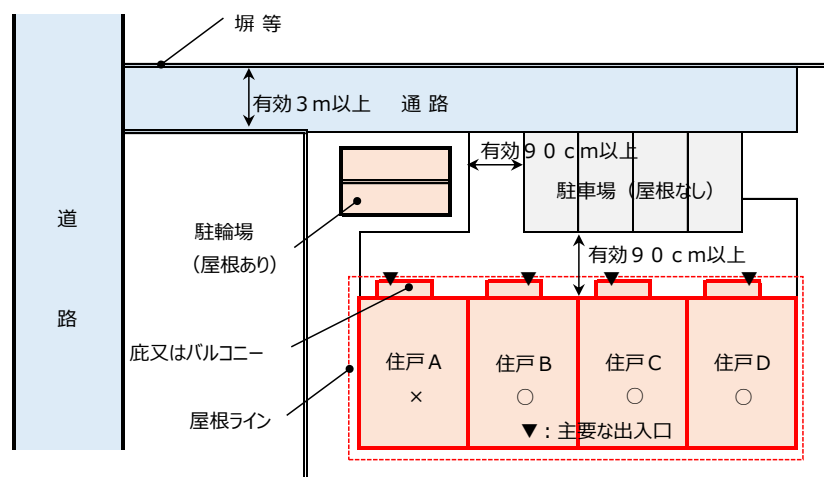 塀 等
有効３ｍ以上 通 路
有効９０ｃｍ以上
駐車場（屋根なし）
道
路
駐輪場
（屋根あり）
有効９０ｃｍ以上
庇又はバルコニー
屋根ライン
住戸Ａ
×
住戸Ｂ
○
住戸Ｃ
○
住戸Ｄ
○
▼：主要な出入口